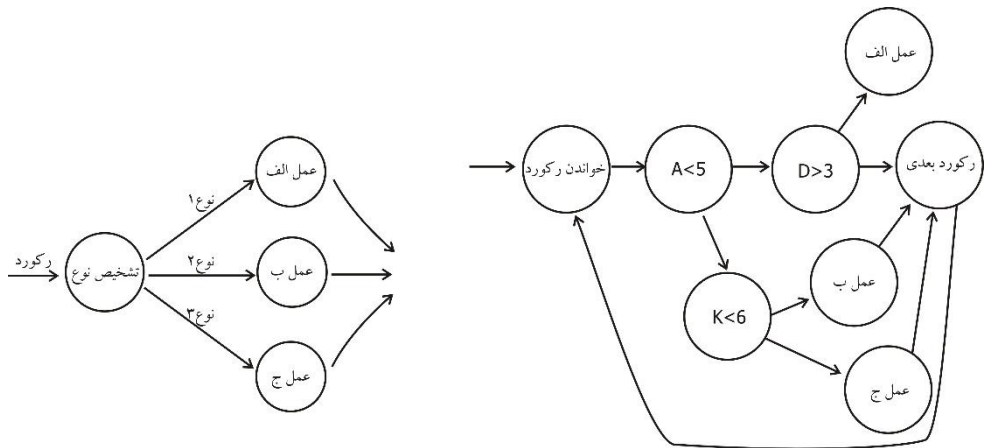 عمل الف
خواندن رکورد
A<5
D>3
رکورد بعدی
عمل ب
K<6
عمل ج
عمل الف
نوع۱
رکورد
تشخیص نوع
نوع۲
عمل ب
نوع۳
عمل ج